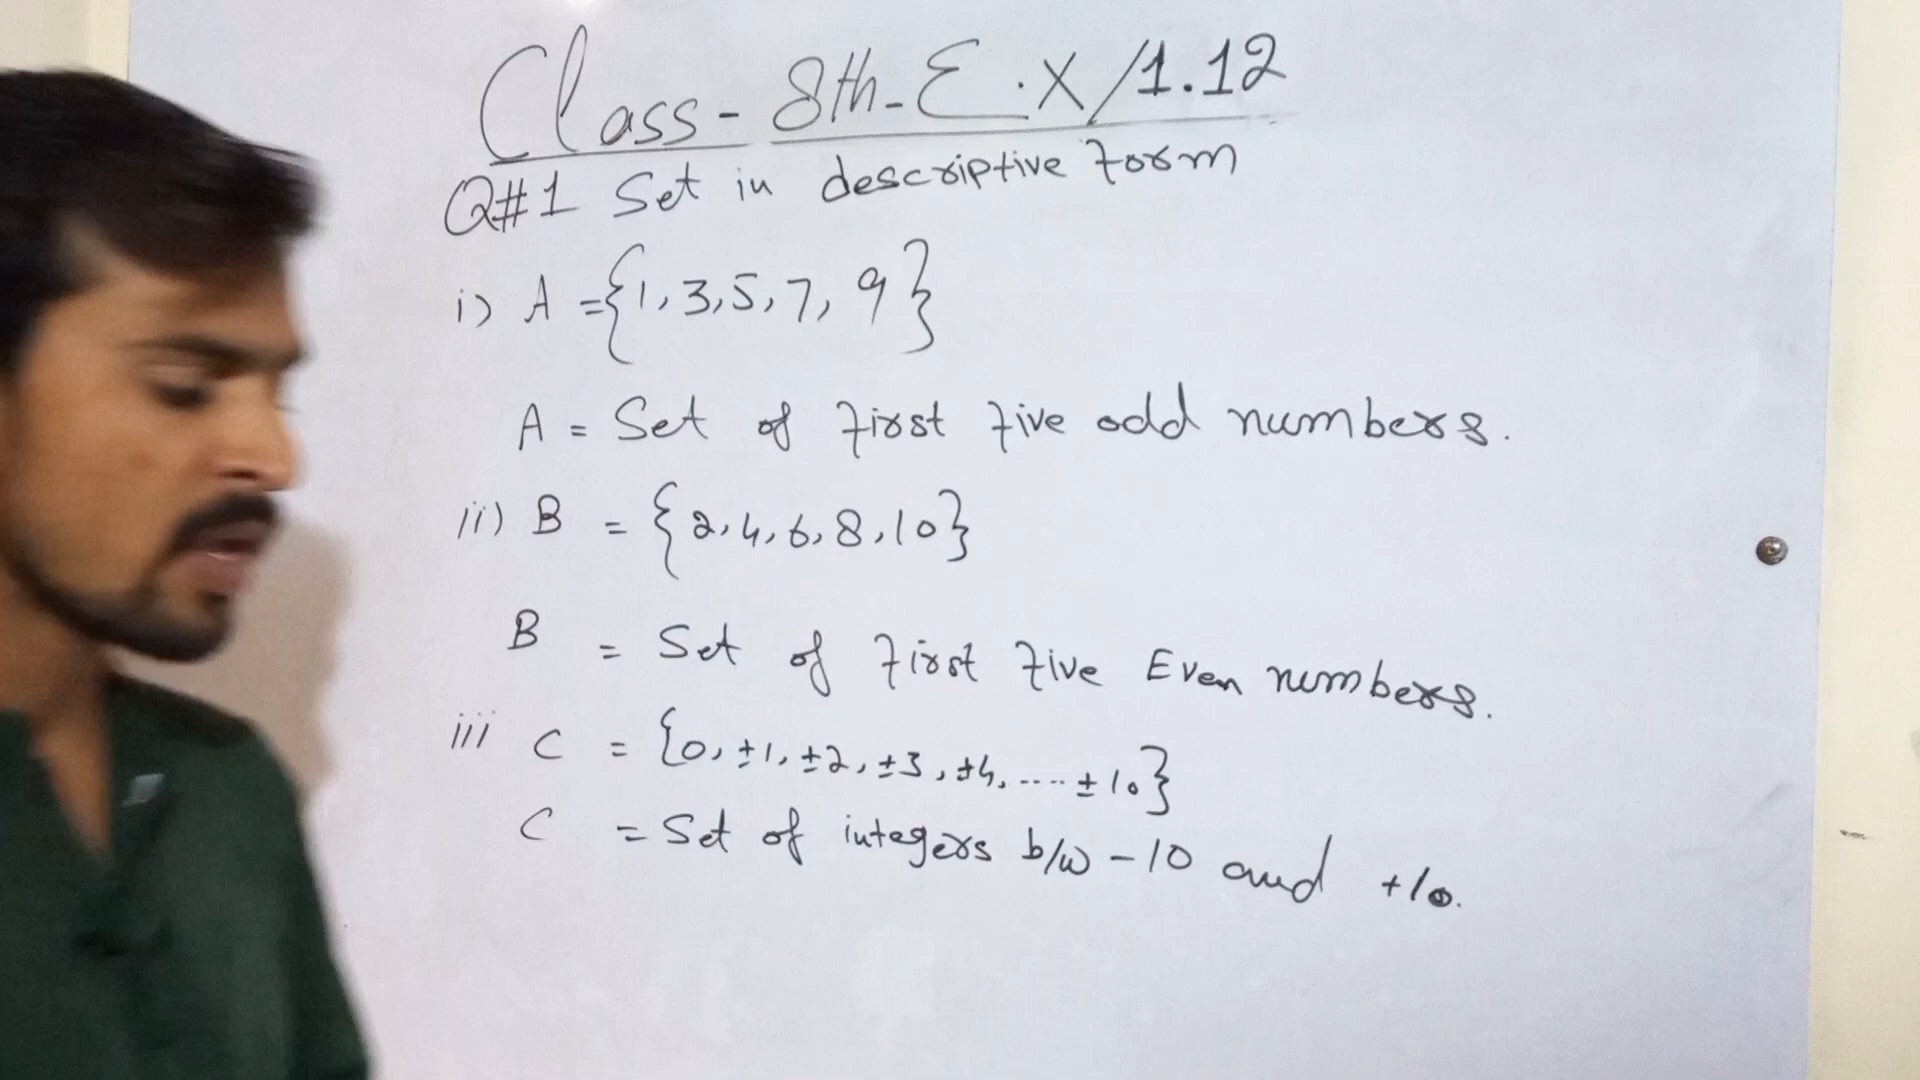 Class - 8th - E.X/1.12
Q#1 Set in descriptive form
i) A = {1, 3, 5, 7, 9}
A = Set of first five odd numbers.
ii) B = {2, 4, 6, 8, 10}
B = Set of first five Even numbers.
iii C = {0, ±1, ±2, ±3, ±4, .... ±10}
C = Set of integers b/w -10 and +10.